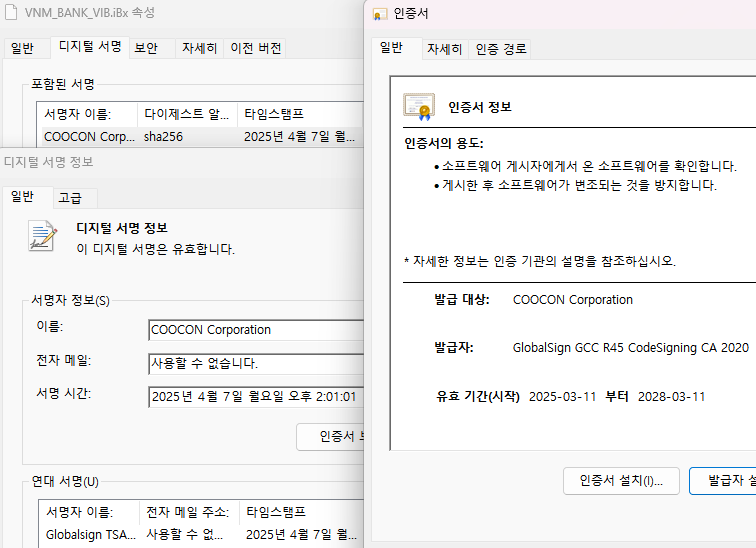 VNM_BANK_VIB.iBx 속성
일반 디지털 서명 보안 자세히 이전 버전
포함된 서명
서명자 이름: 다이제스트 알... 타임스탬프
COOCON Corp... sha256 2025년 4월 7일 월...
디지털 서명 정보
일반 고급
디지털 서명 정보
이 디지털 서명은 유효합니다.
서명자 정보(S)
이름: COOCON Corporation
전자 메일: 사용할 수 없습니다.
서명 시간: 2025년 4월 7일 월요일 오후 2:01:01
인증서
연대 서명(U)
서명자 이름: 전자 메일 주소: 타임스탬프
Globalsign TSA... 사용할 수 없... 2025년 4월 7일 월...
인증서
일반 자세히 인증 경로
인증서 정보
인증서의 용도:
• 소프트웨어 게시자에게서 온 소프트웨어를 확인합니다.
• 게시한 후 소프트웨어가 변조되는 것을 방지합니다.
* 자세한 정보는 인증 기관의 설명을 참조하십시오.
발급 대상: COOCON Corporation
발급자: GlobalSign GCC R45 CodeSigning CA 2020
유효 기간(시작) 2025-03-11 부터 2028-03-11
인증서 설치(I)... 발급자